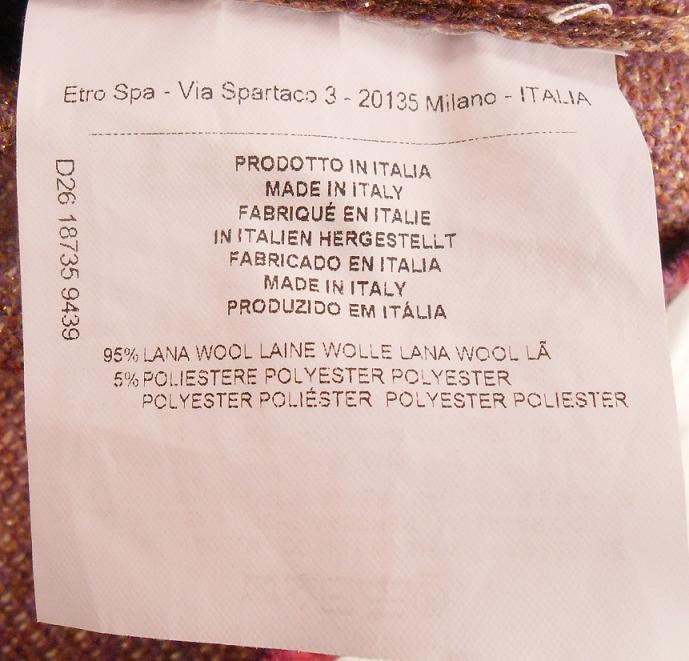 Etro Spa - Via Spartaco 3 - 20135 Milano - ITALIA
D26 18735 9439
PRODOTTO IN ITALIA
MADE IN ITALY
FABRIQUÉ EN ITALIE
IN ITALIEN HERGESTELLT
FABRICADO EN ITALIA
MADE IN ITALY
PRODUZIDO EM ITÁLIA
95% LANA WOOL LAINE WOLLE LANA WOOL LÃ
5% POLIESTERE POLYESTER POLYESTER
POLYESTER POLIÉSTER POLYESTER POLIESTER